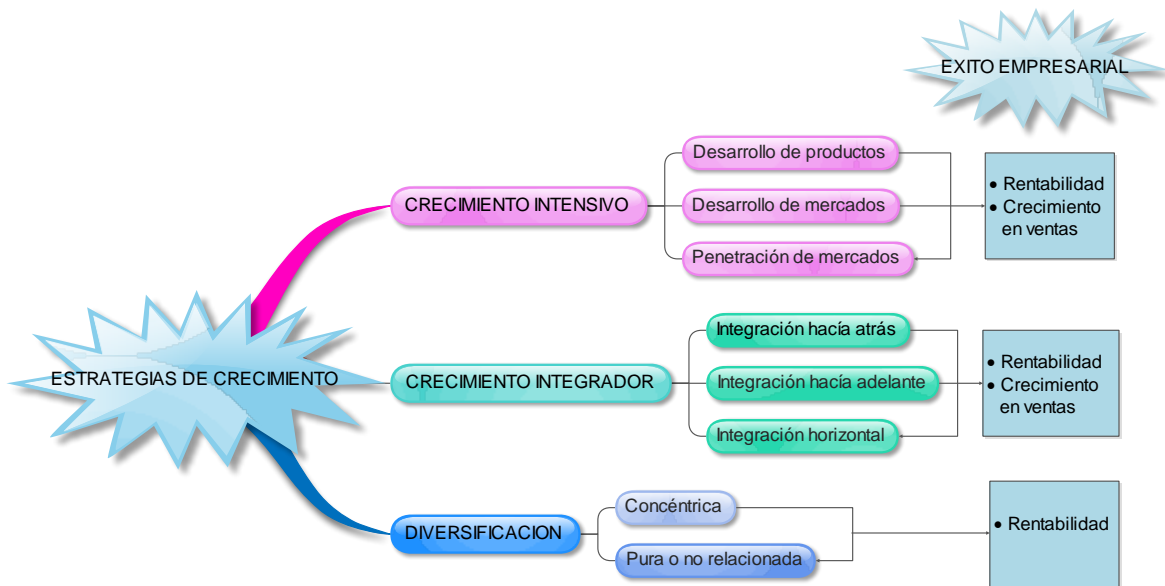 EXITO EMPRESARIAL
Desarrollo de productos
CRECIMIENTO INTENSIVO
Desarrollo de mercados
Penetración de mercados
• Rentabilidad
• Crecimiento
en ventas
ESTRATEGIAS DE CRECIMIENTO
Integración hacía atrás
CRECIMIENTO INTEGRADOR
Integración hacía adelante
Integración horizontal
• Rentabilidad
• Crecimiento
en ventas
DIVERSIFICACION
Concéntrica
Pura o no relacionada
• Rentabilidad